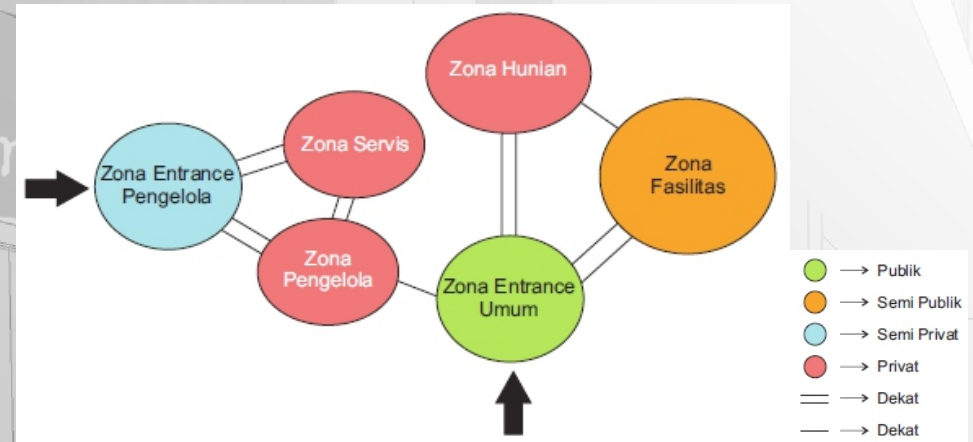 Zona Hunian
Zona Servis
Zona Entrance
Pengelola
Zona
Fasilitas
Zona
Pengelola
Zona Entrance
Umum
Publik
Semi Publik
Semi Privat
Privat
Dekat
Dekat